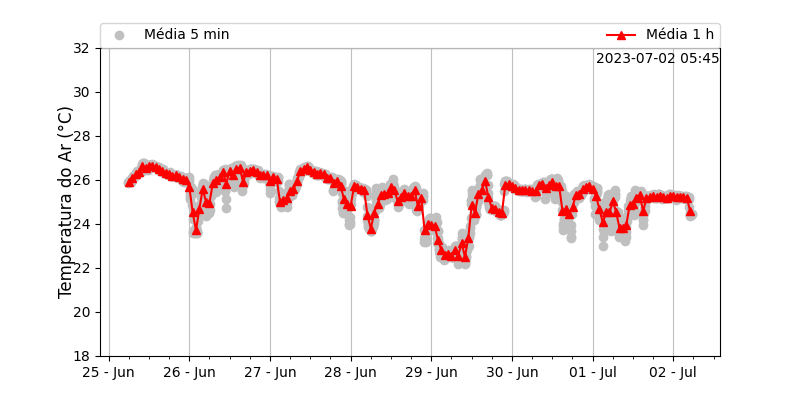 Média 5 min
Média 1 h
2023-07-02 05:45
Temperatura do Ar (°C)
32
30
28
26
24
22
20
18
25 - Jun
26 - Jun
27 - Jun
28 - Jun
29 - Jun
30 - Jun
01 - Jul
02 - Jul